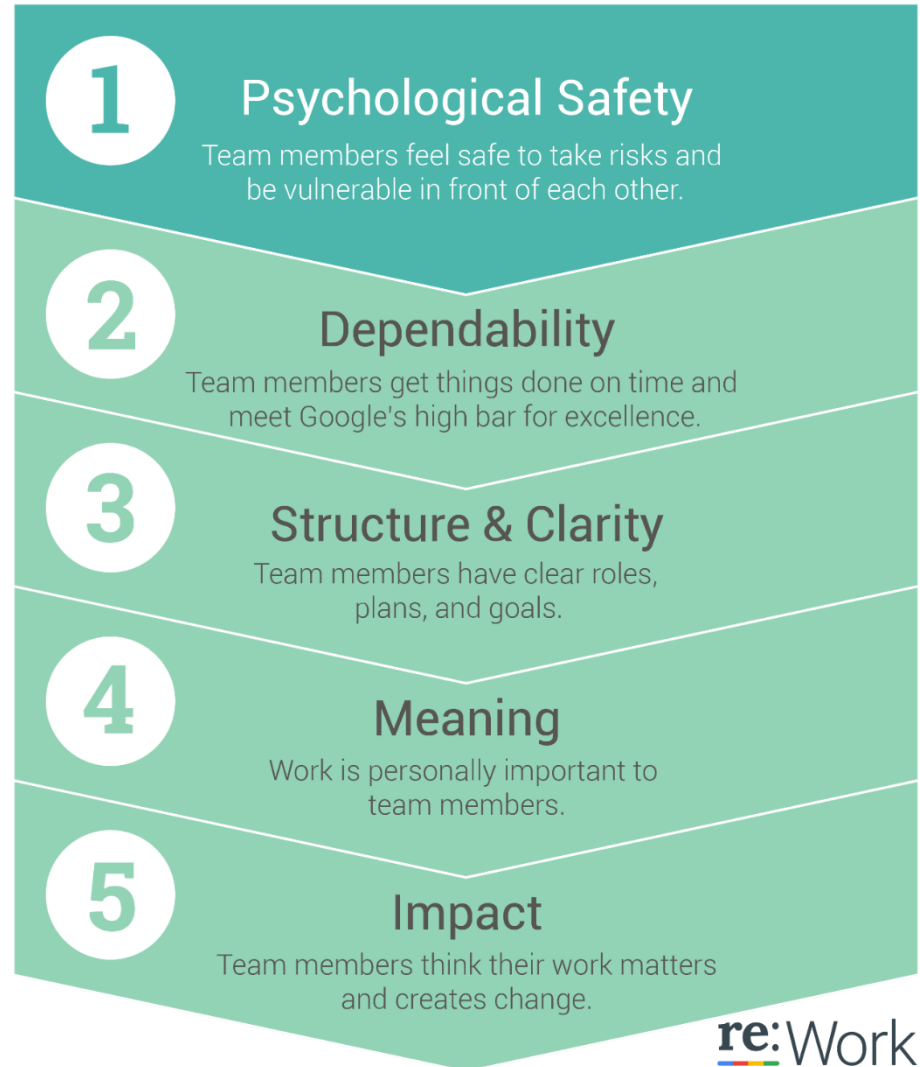 1
Psychological Safety
Team members feel safe to take risks and
be vulnerable in front of each other.
2
Dependability
Team members get things done on time and
meet Google's high bar for excellence.
3
Structure & Clarity
Team members have clear roles,
plans, and goals.
4
Meaning
Work is personally important to
team members.
5
Impact
Team members think their work matters
and creates change.
re:Work